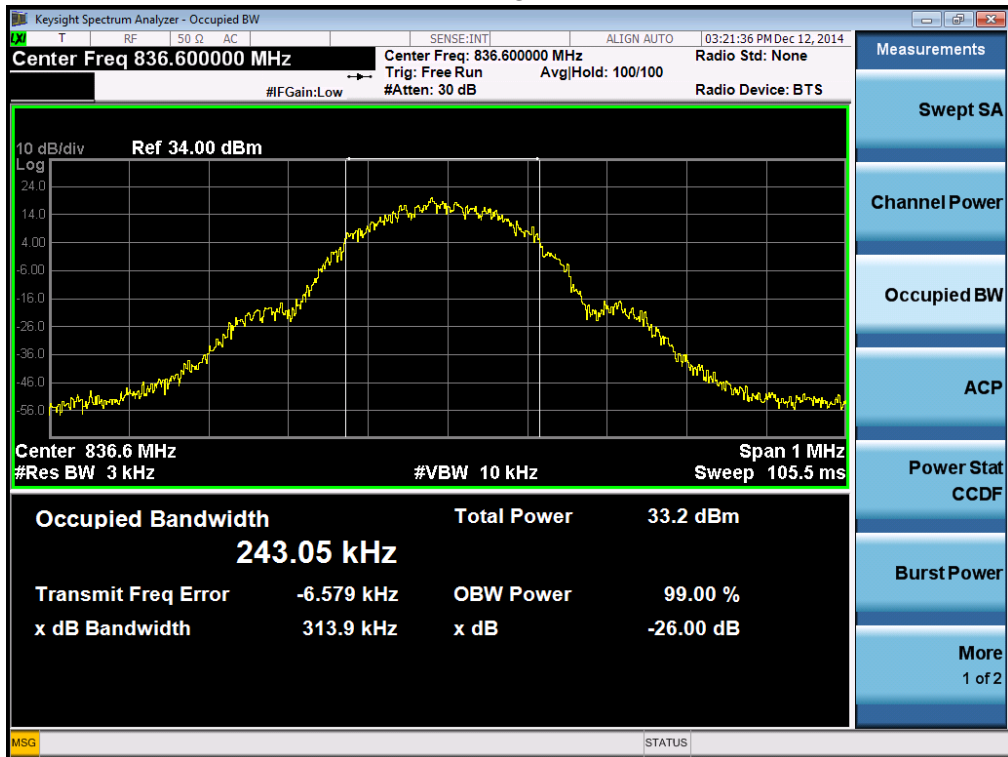 Keysight Spectrum Analyzer - Occupied BW
LXI T RF 50 Ω AC SENSE:INT ALIGN AUTO 03:21:36 PM Dec 12, 2014
Center Freq 836.600000 MHz
Center Freq: 836.600000 MHz Radio Std: None
Trig: Free Run Avg|Hold: 100/100
#IFGain:Low #Atten: 30 dB Radio Device: BTS
10 dB/div Ref 34.00 dBm
Log
24.0
14.0
4.00
-6.00
-16.0
-26.0
-36.0
-46.0
-56.0
Center 836.6 MHz Span 1 MHz
#Res BW 3 kHz #VBW 10 kHz Sweep 105.5 ms
Occupied Bandwidth Total Power 33.2 dBm
243.05 kHz
Transmit Freq Error -6.579 kHz OBW Power 99.00 %
x dB Bandwidth 313.9 kHz x dB -26.00 dB
MSG STATUS
Measurements
Swept SA
Channel Power
Occupied BW
ACP
Power Stat
CCDF
Burst Power
More
1 of 2